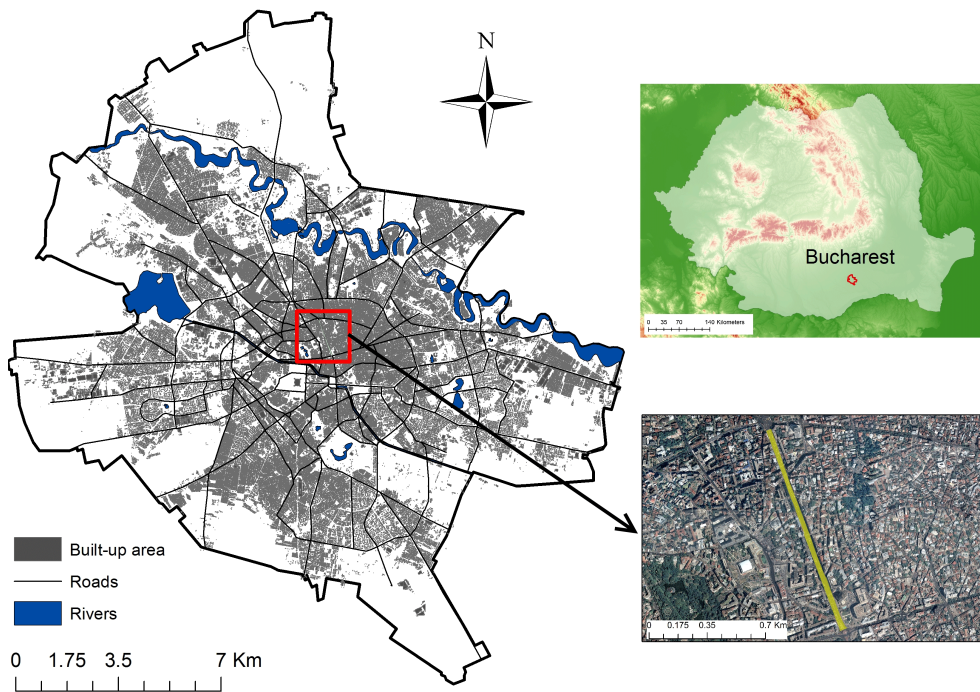 N
Bucharest
0 35 70 140 Kilometers
Built-up area
Roads
Rivers
0 1.75 3.5 7 Km
0 0.175 0.35 0.7 Km